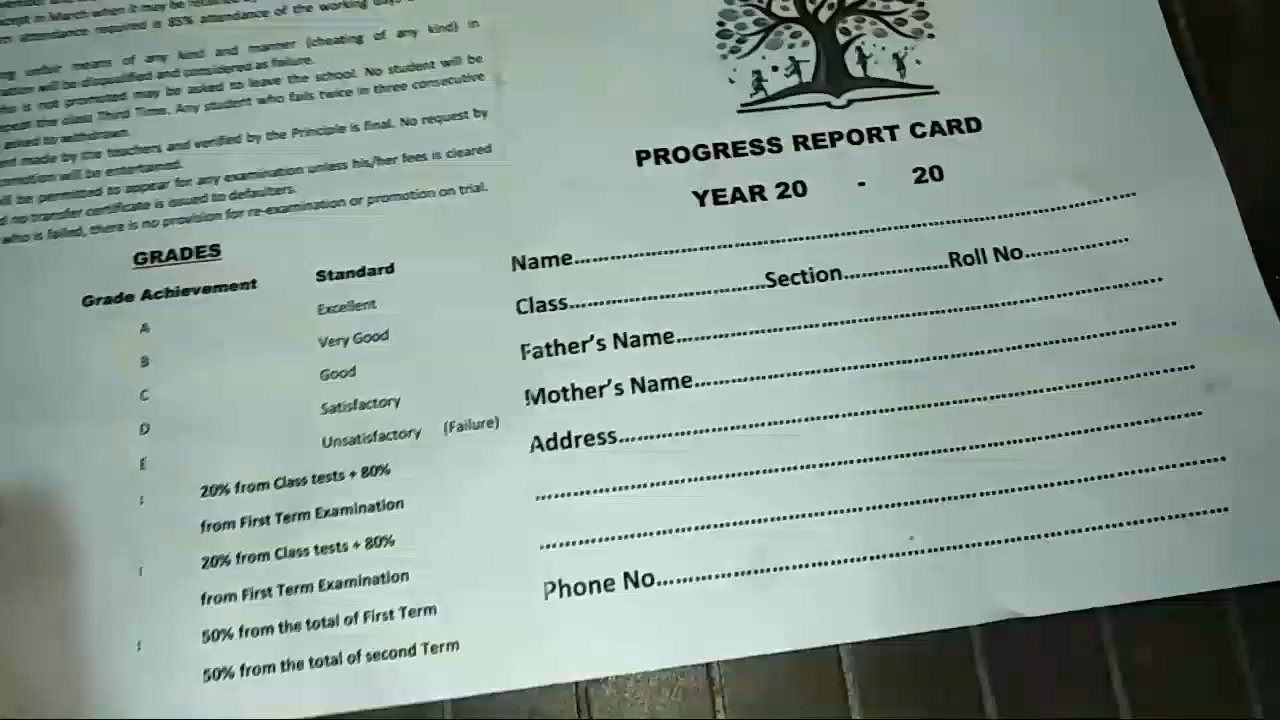 cept in March when it may be
attendance required is 85% attendance of the working days
unfair means of any kind and manner (cheating of any kind) in
will be disqualified and considered as failure.
is not promoted may be asked to leave the school. No student will be
the class Third Time. Any student who fails twice in three consecutive
asked to withdrawn.
made by me teachers and verified by the Principle is final. No request by
will be entertained.
will be permitted to appear for any examination unless his/her fees is cleared
no transfer certificate is issued to defaulters.
who is failed, there is no provision for re-examination or promotion on trial.
GRADES
Grade Achievement Standard
A Excellent
B Very Good
C Good
D Satisfactory
E Unsatisfactory (Failure)
: 20% from Class tests + 80%
from First Term Examination
: 20% from Class tests + 80%
from First Term Examination
: 50% from the total of First Term
50% from the total of second Term
PROGRESS REPORT CARD
YEAR 20 - 20
Name
Class Section Roll No
Father's Name
Mother's Name
Address
Phone No